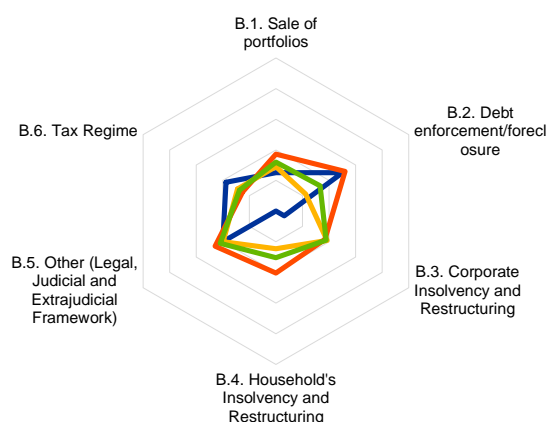 B.1. Sale of
portfolios
B.2. Debt
enforcement/forecl
osure
B.3. Corporate
Insolvency and
Restructuring
B.4. Household's
Insolvency and
Restructuring
B.5. Other (Legal,
Judicial and
Extrajudicial
Framework)
B.6. Tax Regime